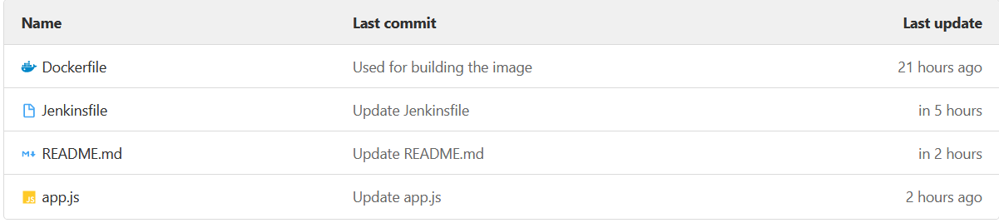 Name Last commit Last update
Dockerfile Used for building the image 21 hours ago
Jenkinsfile Update Jenkinsfile in 5 hours
M↓ README.md Update README.md in 2 hours
JS app.js Update app.js 2 hours ago